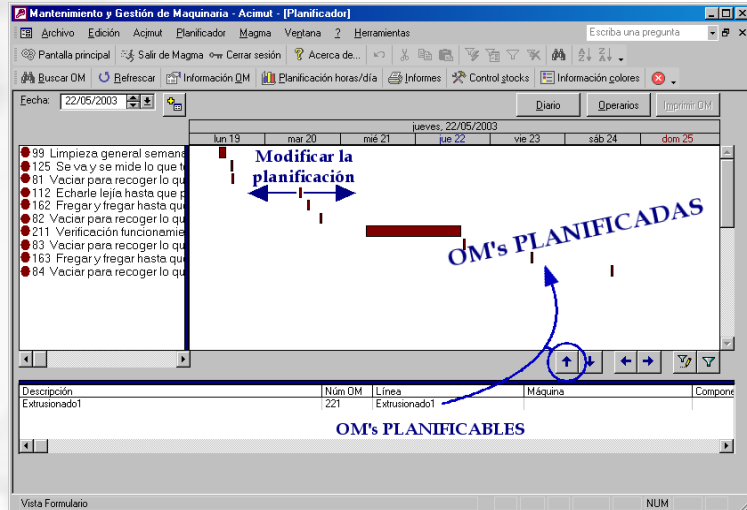 Mantenimiento y Gestión de Maquinaria - Acimut - [Planificador]
Archivo Edición Acimut Planificador Magma Ventana ? Herramientas Escriba una pregunta
Pantalla principal Salir de Magma Cerrar sesión Acerca de...
Buscar OM Refrescar Información OM Planificación horas/día Informes Control stocks Información colores
Fecha: 22/05/2003 Diario Operarios Imprimir OM
jueves, 22/05/2003
lun 19 mar 20 mié 21 jue 22 vie 23 sáb 24 dom 25
99 Limpieza general semana
125 Se va y se mide lo que t
81 Vaciar para recoger lo qu
112 Echarle lejía hasta que p
162 Fregar y fregar hasta qu
82 Vaciar para recoger lo qu
211 Verificación funcionamie
83 Vaciar para recoger lo qu
163 Fregar y fregar hasta qu
84 Vaciar para recoger lo qu
Modificar la
planificación
OM's PLANIFICADAS
Descripción Núm OM Línea Máquina Compone
Extrusionado1 221 Extrusionado1
OM's PLANIFICABLES
Vista Formulario NUM